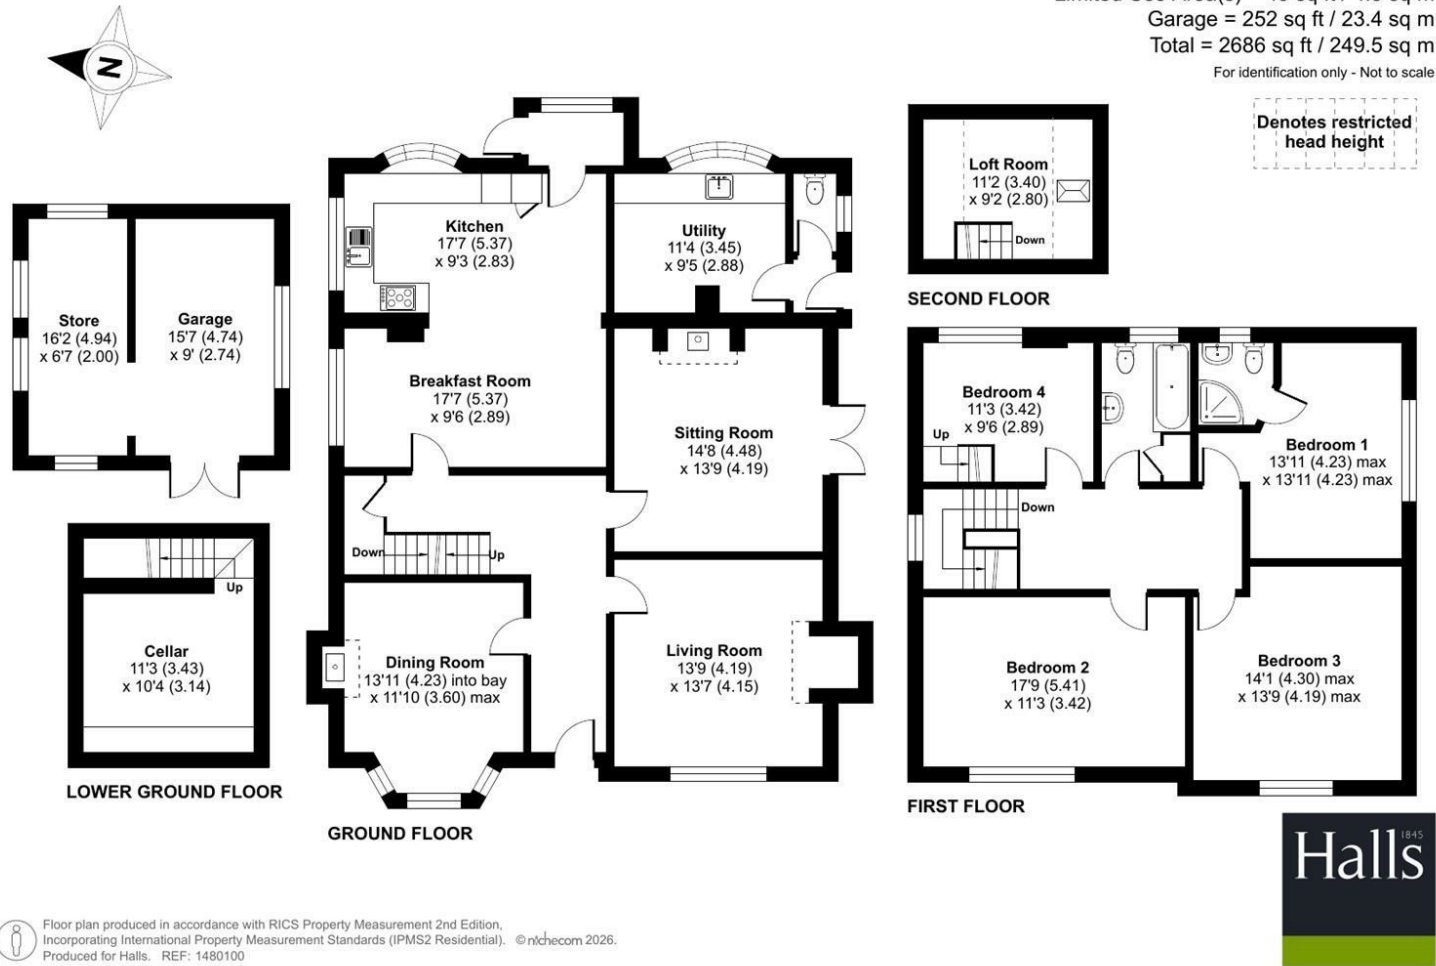 Garage = 252 sq ft / 23.4 sq m
Total = 2686 sq ft / 249.5 sq m
For identification only - Not to scale
Denotes restricted
head height
N
Loft Room
11'2 (3.40)
x 9'2 (2.80)
Down
SECOND FLOOR
Kitchen
17'7 (5.37)
x 9'3 (2.83)
Utility
11'4 (3.45)
x 9'5 (2.88)
Store
16'2 (4.94)
x 6'7 (2.00)
Garage
15'7 (4.74)
x 9' (2.74)
Breakfast Room
17'7 (5.37)
x 9'6 (2.89)
Sitting Room
14'8 (4.48)
x 13'9 (4.19)
Bedroom 4
11'3 (3.42)
x 9'6 (2.89)
Up
Bedroom 1
13'11 (4.23) max
x 13'11 (4.23) max
Down
Down
Up
Up
Cellar
11'3 (3.43)
x 10'4 (3.14)
LOWER GROUND FLOOR
Dining Room
13'11 (4.23) into bay
x 11'10 (3.60) max
Living Room
13'9 (4.19)
x 13'7 (4.15)
Bedroom 2
17'9 (5.41)
x 11'3 (3.42)
Bedroom 3
14'1 (4.30) max
x 13'9 (4.19) max
GROUND FLOOR
FIRST FLOOR
Halls
1845
Floor plan produced in accordance with RICS Property Measurement 2nd Edition,
Incorporating International Property Measurement Standards (IPMS2 Residential). © nichecom 2026.
Produced for Halls. REF: 1480100